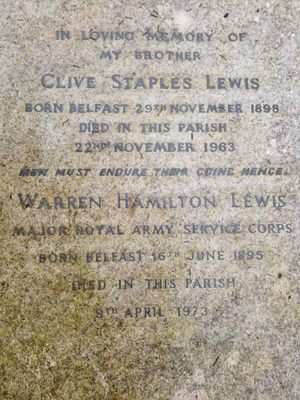 IN LOVING MEMORY OF
MY BROTHER
CLIVE STAPLES LEWIS
BORN BELFAST 29TH NOVEMBER 1898
DIED IN THIS PARISH
22ND NOVEMBER 1963
MEN MUST ENDURE THEIR GOING HENCE.
WARREN HAMILTON LEWIS
MAJOR ROYAL ARMY SERVICE CORPS
BORN BELFAST 16TH JUNE 1895
DIED IN THIS PARISH
9TH APRIL 1973